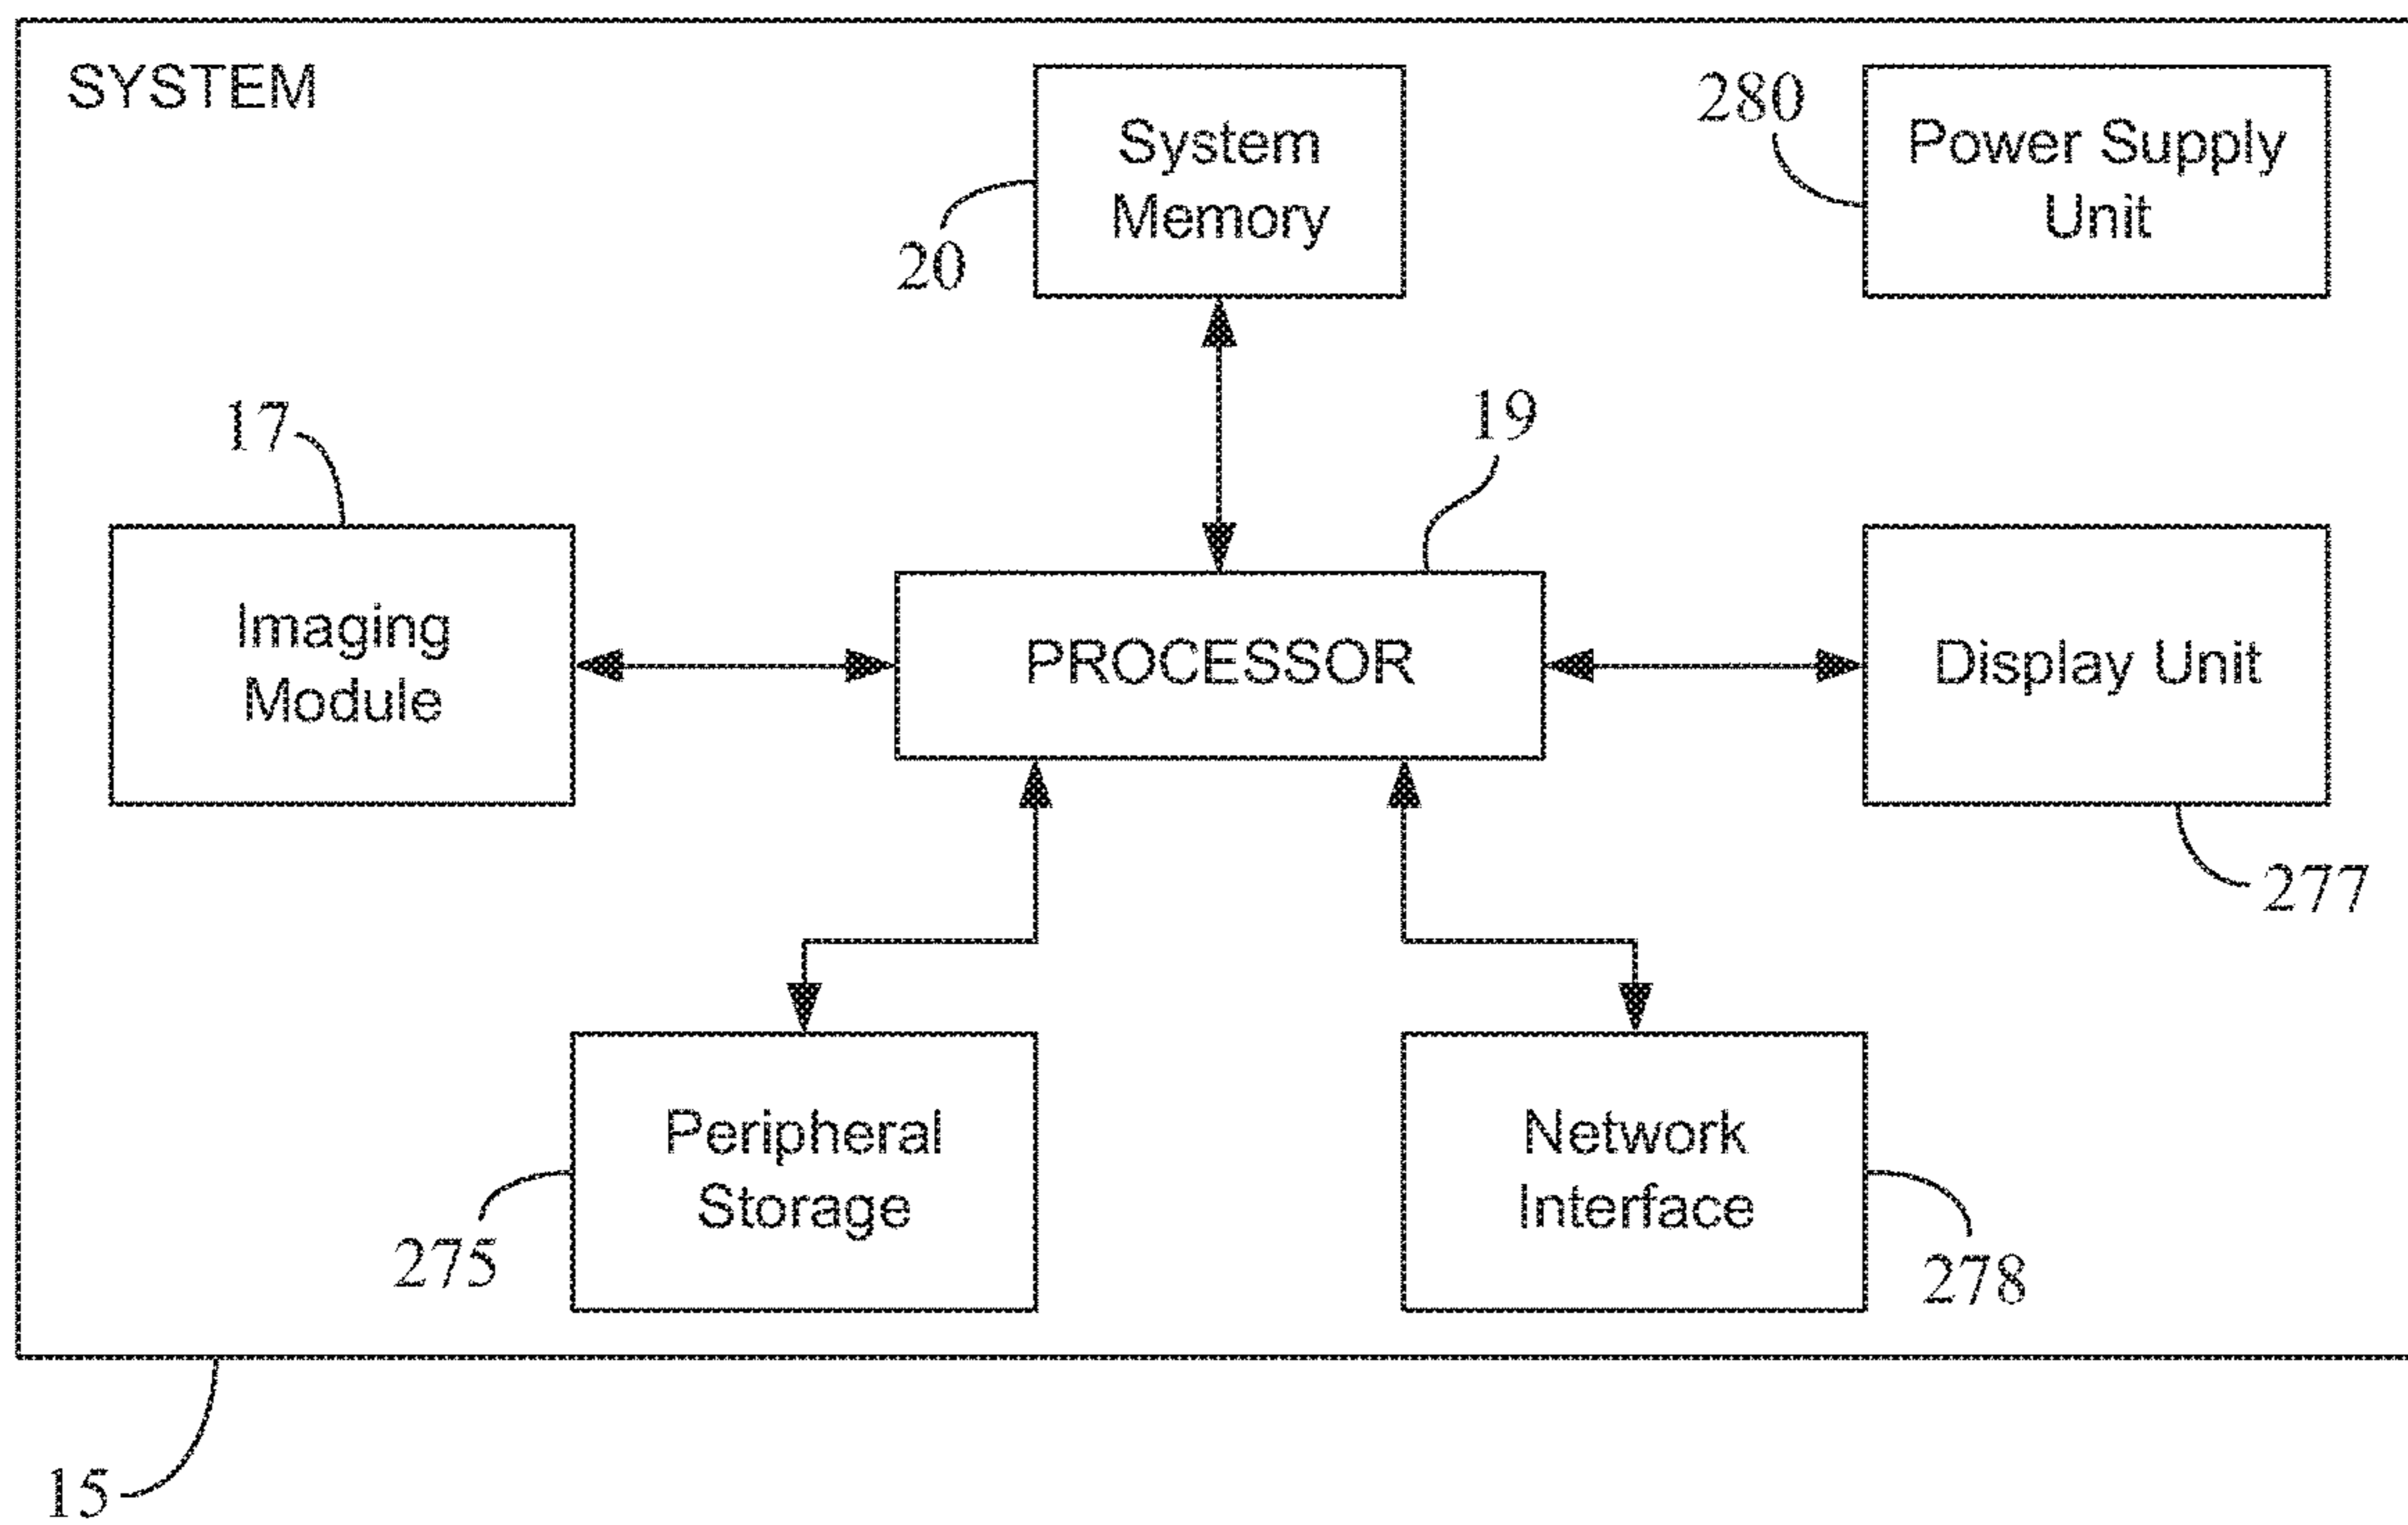 SYSTEM
System
Memory
20
280
Power Supply
Unit
17
Imaging
Module
19
PROCESSOR
Display Unit
277
Peripheral
Storage
275
Network
Interface
278
15